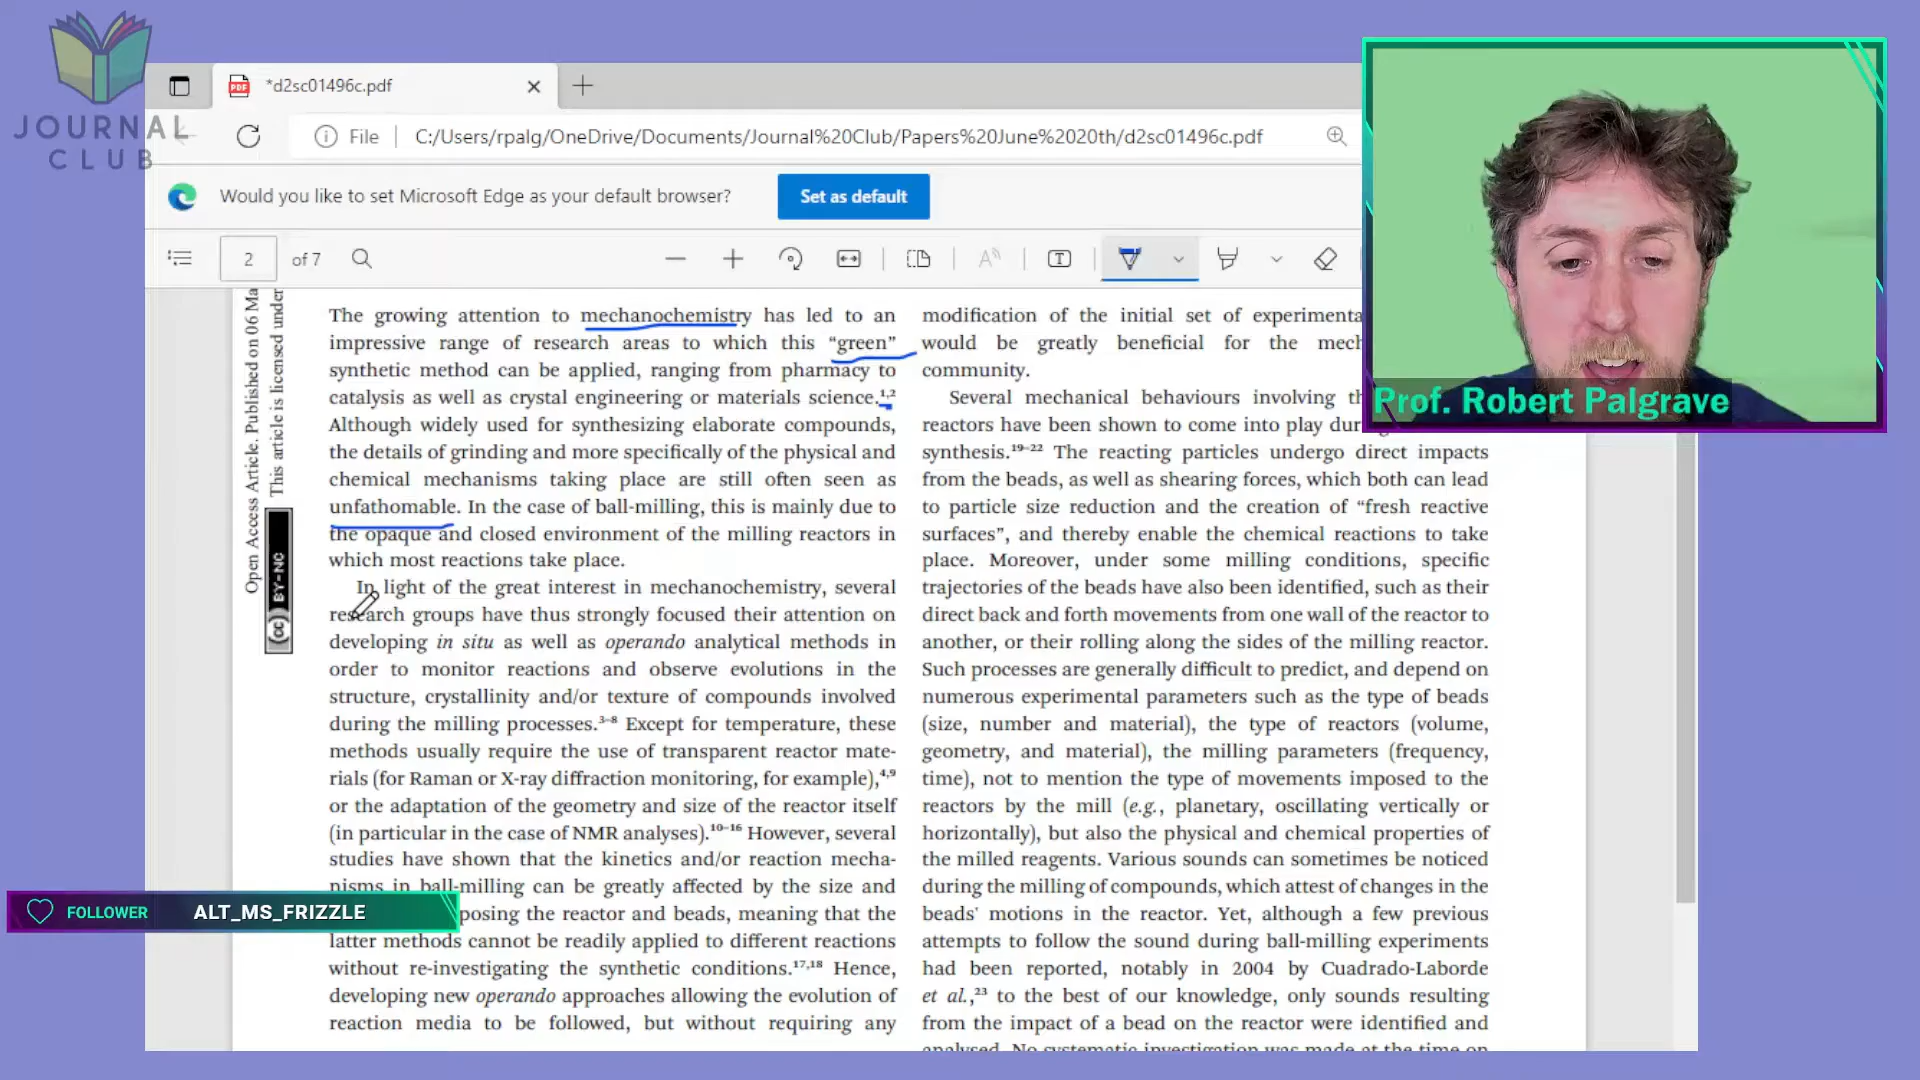 JOURNAL
CLUB
*d2sc01496c.pdf
File
C:/Users/rpalg/OneDrive/Documents/Journal%20Club/Papers%20June%2020th/d2sc01496c.pdf
Would you like to set Microsoft Edge as your default browser?
Set as default
2 of 7
Prof. Robert Palgrave
Open Access Article. Published on 06 Ma
This article is licensed under
(cc) BY-NC
The growing attention to mechanochemistry has led to an
impressive range of research areas to which this “green”
synthetic method can be applied, ranging from pharmacy to
catalysis as well as crystal engineering or materials science.1,2
Although widely used for synthesizing elaborate compounds,
the details of grinding and more specifically of the physical and
chemical mechanisms taking place are still often seen as
unfathomable. In the case of ball-milling, this is mainly due to
the opaque and closed environment of the milling reactors in
which most reactions take place.
In light of the great interest in mechanochemistry, several
research groups have thus strongly focused their attention on
developing in situ as well as operando analytical methods in
order to monitor reactions and observe evolutions in the
structure, crystallinity and/or texture of compounds involved
during the milling processes.3–8 Except for temperature, these
methods usually require the use of transparent reactor mate-
rials (for Raman or X-ray diffraction monitoring, for example),4,9
or the adaptation of the geometry and size of the reactor itself
(in particular in the case of NMR analyses).10–16 However, several
studies have shown that the kinetics and/or reaction mecha-
nisms in ball-milling can be greatly affected by the size and
posing the reactor and beads, meaning that the
latter methods cannot be readily applied to different reactions
without re-investigating the synthetic conditions.17,18 Hence,
developing new operando approaches allowing the evolution of
reaction media to be followed, but without requiring any
modification of the initial set of experimenta
would be greatly beneficial for the mec
community.
Several mechanical behaviours involving th
reactors have been shown to come into play dur
synthesis.19–22 The reacting particles undergo direct impacts
from the beads, as well as shearing forces, which both can lead
to particle size reduction and the creation of “fresh reactive
surfaces”, and thereby enable the chemical reactions to take
place. Moreover, under some milling conditions, specific
trajectories of the beads have also been identified, such as their
direct back and forth movements from one wall of the reactor to
another, or their rolling along the sides of the milling reactor.
Such processes are generally difficult to predict, and depend on
numerous experimental parameters such as the type of beads
(size, number and material), the type of reactors (volume,
geometry, and material), the milling parameters (frequency,
time), not to mention the type of movements imposed to the
reactors by the mill (e.g., planetary, oscillating vertically or
horizontally), but also the physical and chemical properties of
the milled reagents. Various sounds can sometimes be noticed
during the milling of compounds, which attest of changes in the
beads' motions in the reactor. Yet, although a few previous
attempts to follow the sound during ball-milling experiments
had been reported, notably in 2004 by Cuadrado-Laborde
et al.,23 to the best of our knowledge, only sounds resulting
from the impact of a bead on the reactor were identified and
analysed. No systematic investigation was made at the time on
FOLLOWER ALT_MS_FRIZZLE